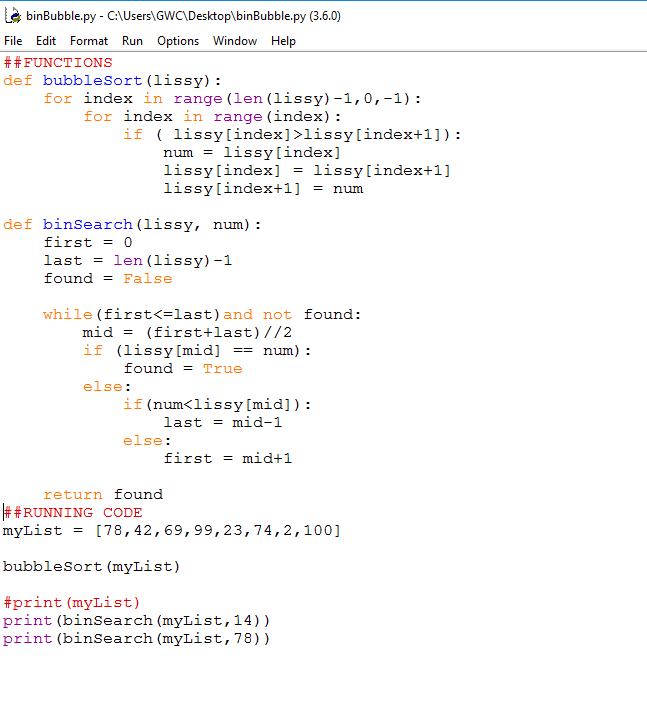 binBubble.py - C:\Users\GWC\Desktop\binBubble.py (3.6.0)
File Edit Format Run Options Window Help
##FUNCTIONS
def bubbleSort(lissy):
    for index in range(len(lissy)-1,0,-1):
        for index in range(index):
            if ( lissy[index]>lissy[index+1]):
                num = lissy[index]
                lissy[index] = lissy[index+1]
                lissy[index+1] = num

def binSearch(lissy, num):
    first = 0
    last = len(lissy)-1
    found = False

    while(first<=last)and not found:
        mid = (first+last)//2
        if (lissy[mid] == num):
            found = True
        else:
            if(num<lissy[mid]):
                last = mid-1
            else:
                first = mid+1

    return found
##RUNNING CODE
myList = [78,42,69,99,23,74,2,100]

bubbleSort(myList)

#print(myList)
print(binSearch(myList,14))
print(binSearch(myList,78))